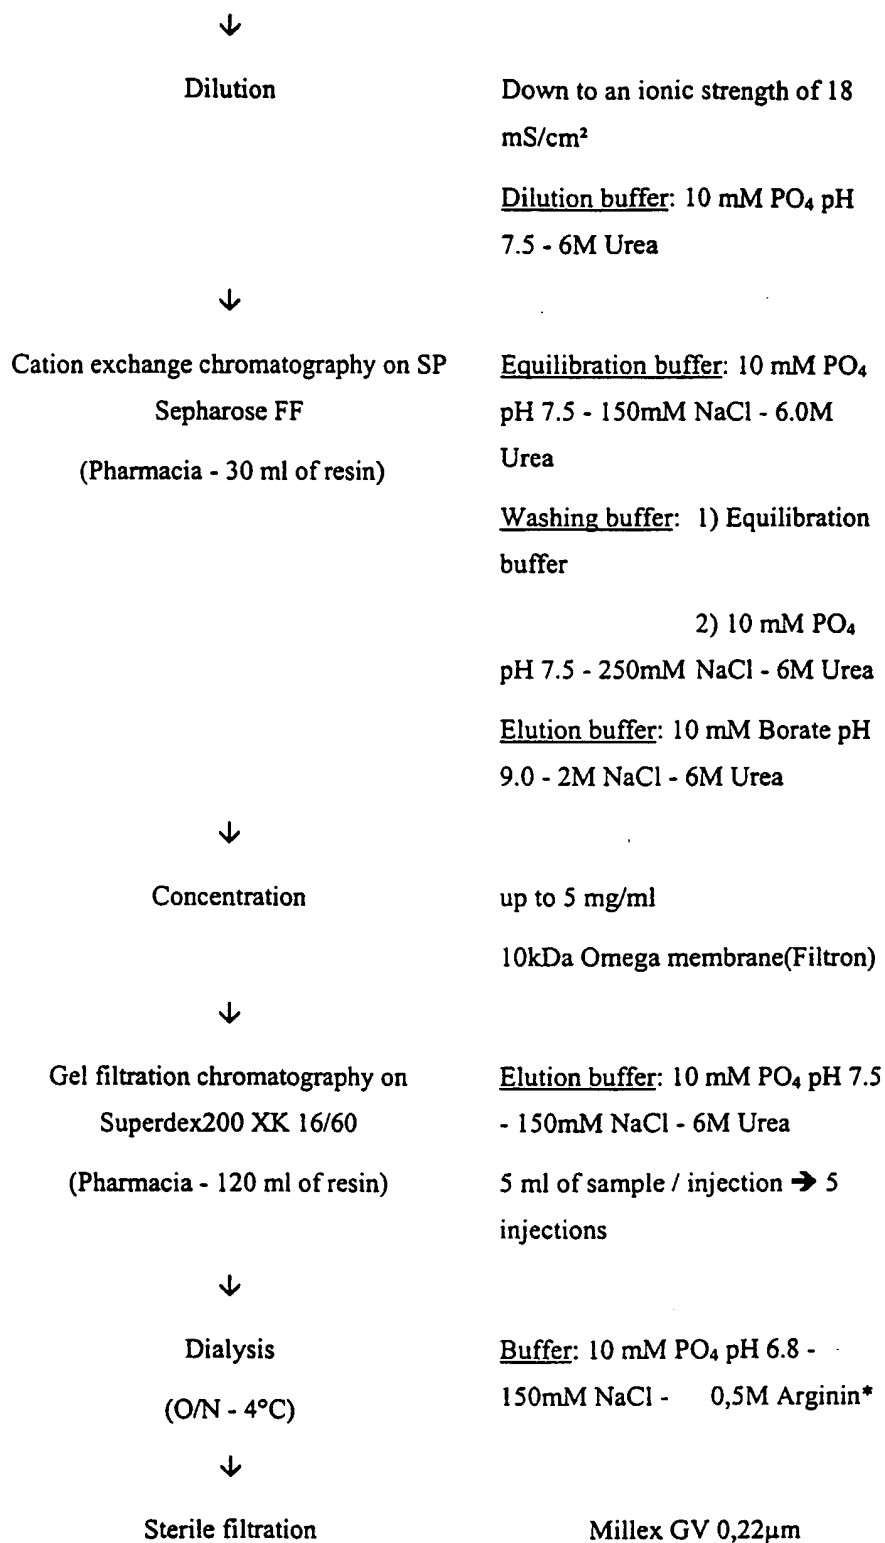 ↓
Dilution
Down to an ionic strength of 18
mS/cm²
Dilution buffer: 10 mM PO₄ pH
7.5 - 6M Urea
↓
Cation exchange chromatography on SP
Sepharose FF
(Pharmacia - 30 ml of resin)
Equilibration buffer: 10 mM PO₄
pH 7.5 - 150mM NaCl - 6.0M
Urea
Washing buffer: 1) Equilibration
buffer
2) 10 mM PO₄
pH 7.5 - 250mM NaCl - 6M Urea
Elution buffer: 10 mM Borate pH
9.0 - 2M NaCl - 6M Urea
↓
Concentration
up to 5 mg/ml
10kDa Omega membrane(Filtron)
↓
Gel filtration chromatography on
Superdex200 XK 16/60
(Pharmacia - 120 ml of resin)
Elution buffer: 10 mM PO₄ pH 7.5
- 150mM NaCl - 6M Urea
5 ml of sample / injection ➔ 5
injections
↓
Dialysis
(O/N - 4°C)
Buffer: 10 mM PO₄ pH 6.8 -
150mM NaCl - 0,5M Arginin*
↓
Sterile filtration
Millex GV 0,22µm